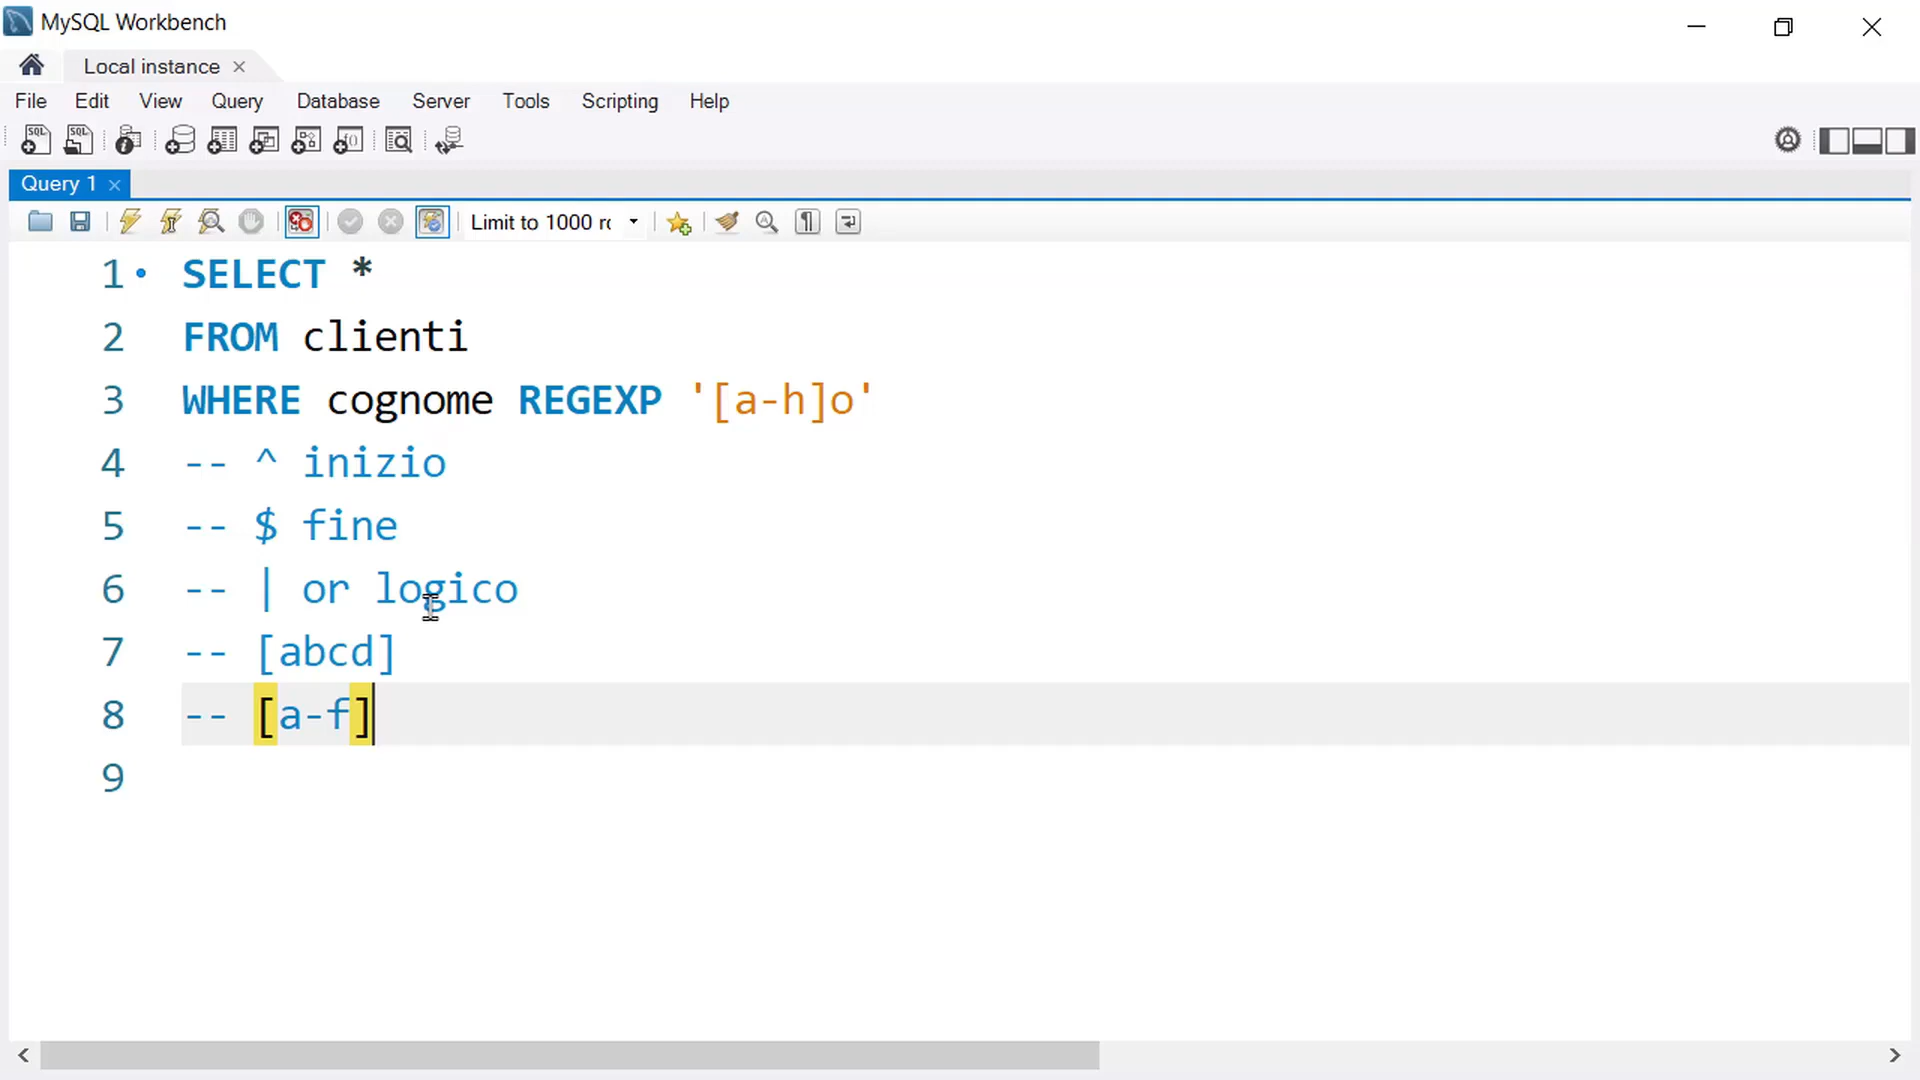 MySQL Workbench
Local instance
File Edit View Query Database Server Tools Scripting Help
Query 1
Limit to 1000 rc
1 SELECT *
2 FROM clienti
3 WHERE cognome REGEXP '[a-h]o'
4 -- ^ inizio
5 -- $ fine
6 -- | or logico
7 -- [abcd]
8 -- [a-f]
9